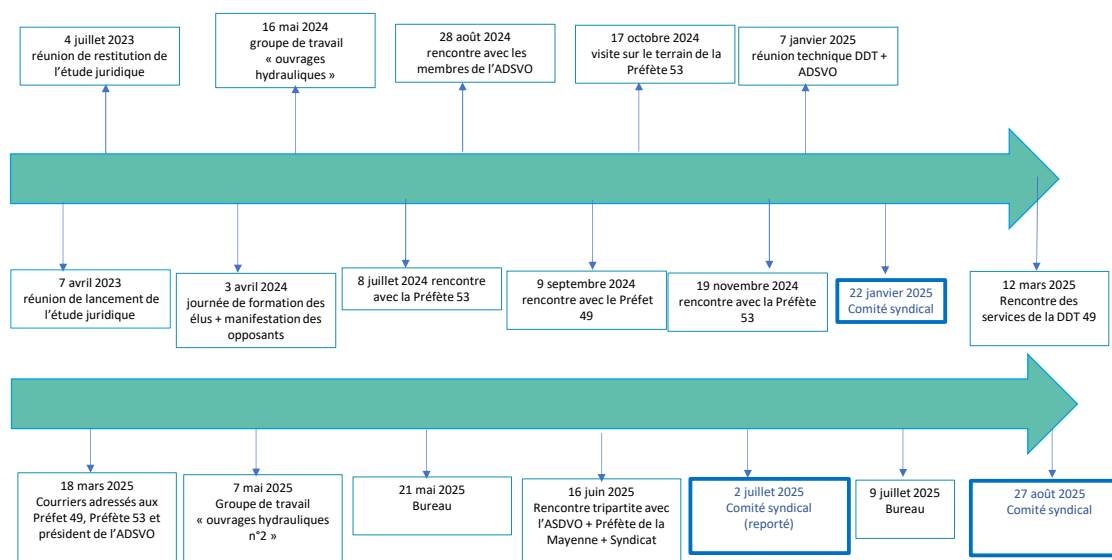 4 juillet 2023
réunion de restitution de
l’étude juridique
16 mai 2024
groupe de travail
« ouvrages
hydrauliques »
28 août 2024
rencontre avec les
membres de l’ADSVO
17 octobre 2024
visite sur le terrain de la
Préfète 53
7 janvier 2025
réunion technique DDT +
ADSVO
7 avril 2023
réunion de lancement de
l’étude juridique
3 avril 2024
journée de formation des
élus + manifestation des
opposants
8 juillet 2024 rencontre
avec la Préfète 53
9 septembre 2024
rencontre avec le Préfet
49
19 novembre 2024
rencontre avec la Préfète
53
22 janvier 2025
Comité syndical
12 mars 2025
Rencontre des
services de la DDT 49
18 mars 2025
Courriers adressés aux
Préfet 49, Préfète 53 et
président de l’ADSVO
7 mai 2025
Groupe de travail
« ouvrages hydrauliques
n°2 »
21 mai 2025
Bureau
16 juin 2025
Rencontre tripartite avec
l’ASDVO + Préfète de la
Mayenne + Syndicat
2 juillet 2025
Comité syndical
(reporté)
9 juillet 2025
Bureau
27 août 2025
Comité syndical